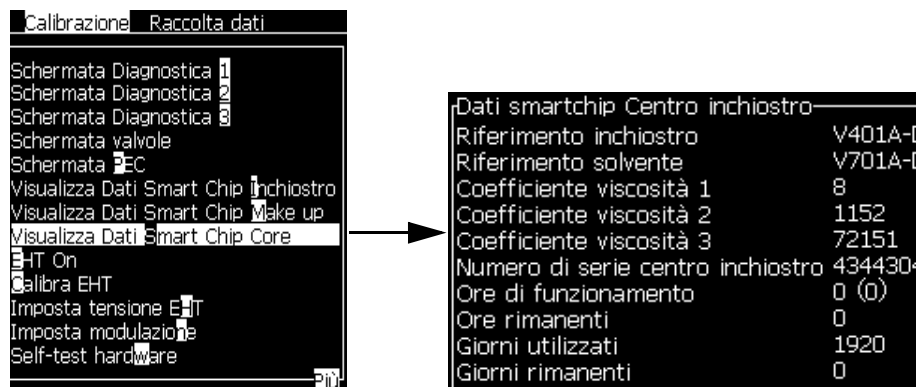 Calibrazione Raccolta dati
Schermata Diagnostica 1
Schermata Diagnostica 2
Schermata Diagnostica 3
Schermata valvole
Schermata PEC
Visualizza Dati Smart Chip Inchiostro
Visualizza Dati Smart Chip Make up
Visualizza Dati Smart Chip Core
EHT On
Calibra EHT
Imposta tensione EHT
Imposta modulazione
Self-test hardware
Più
Dati smartchip Centro inchiostro
Riferimento inchiostro V401A-D
Riferimento solvente V701A-D
Coefficiente viscosità 1 8
Coefficiente viscosità 2 1152
Coefficiente viscosità 3 72151
Numero di serie centro inchiostro 4344304
Ore di funzionamento 0 (0)
Ore rimanenti 0
Giorni utilizzati 1920
Giorni rimanenti 0